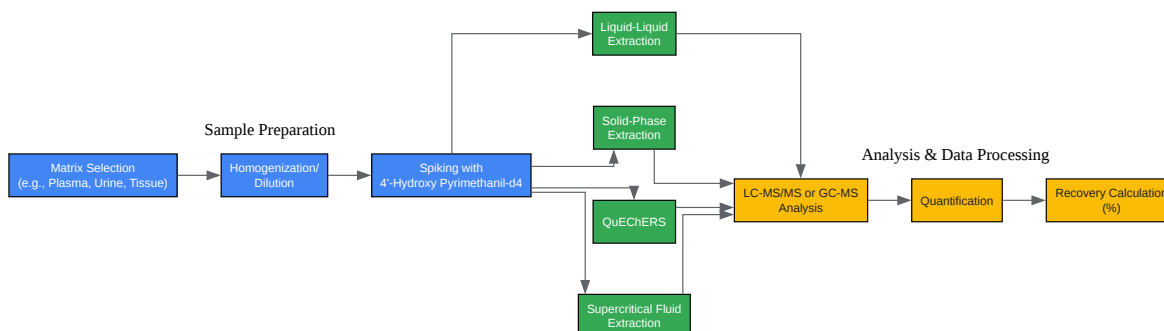 Liquid-Liquid
Extraction
Sample Preparation
Solid-Phase
Extraction
Analysis & Data Processing
Matrix Selection
(e.g., Plasma, Urine, Tissue)
Homogenization/
Dilution
Spiking with
4'-Hydroxy Pyrimethanil-d4
LC-MS/MS or GC-MS
Analysis
Quantification
Recovery Calculation
(%)
QuEChERS
Supercritical Fluid
Extraction